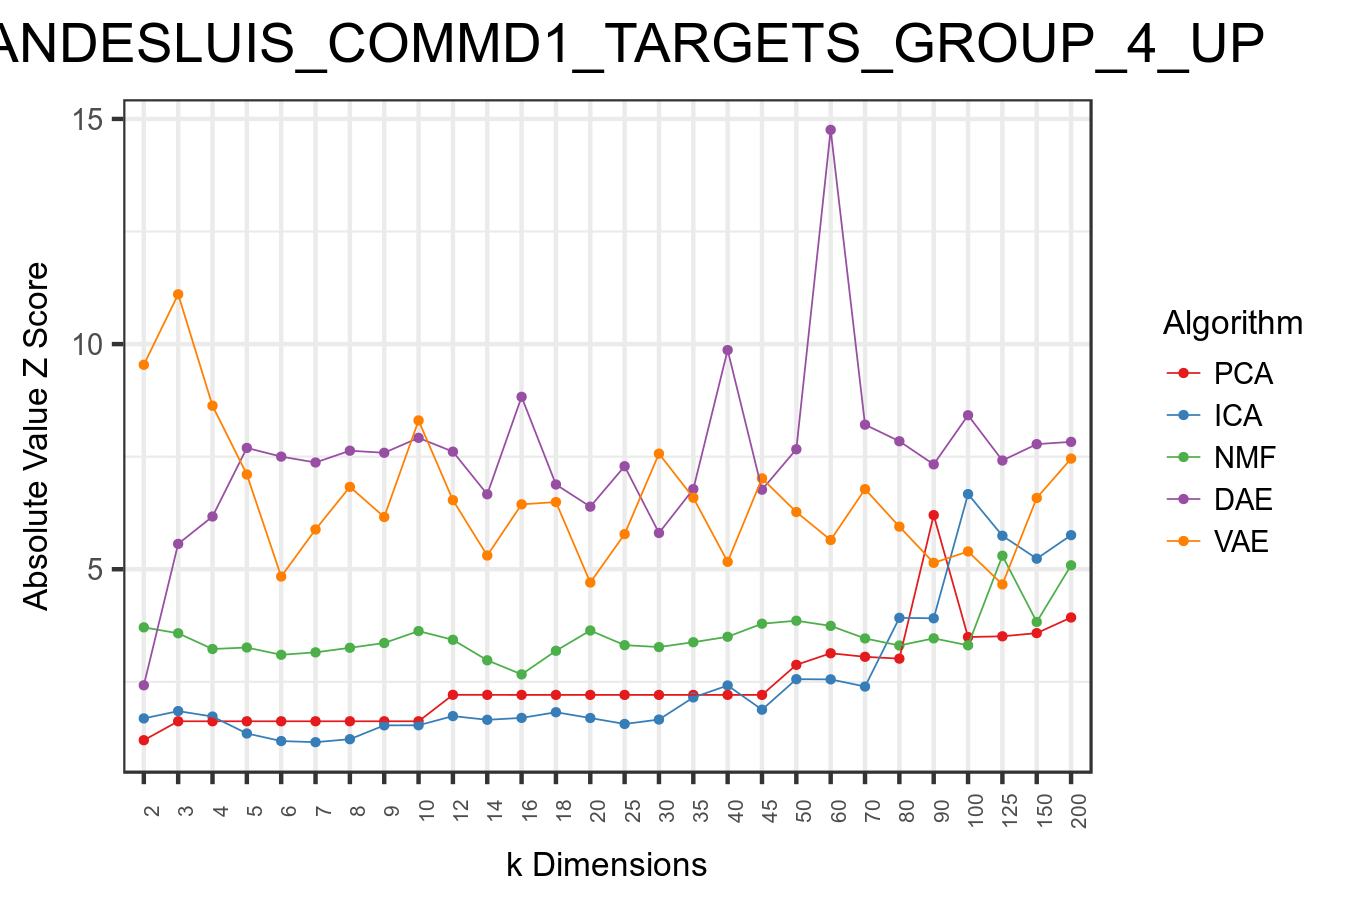 ANDESLUIS_COMMD1_TARGETS_GROUP_4_UP
15
10
5
Absolute Value Z Score
2 3 4 5 6 7 8 9 10 12 14 16 18 20 25 30 35 40 45 50 60 70 80 90 100 125 150 200
k Dimensions
Algorithm
PCA
ICA
NMF
DAE
VAE